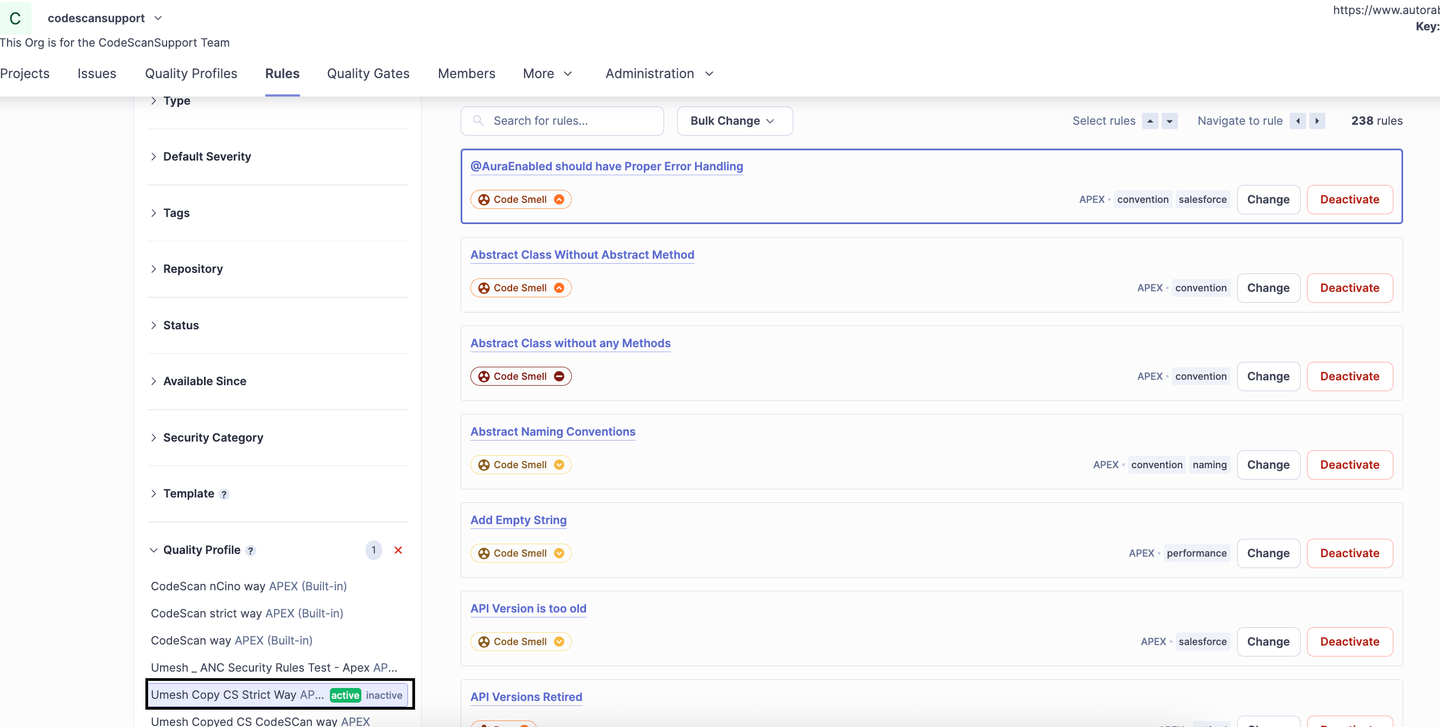 C
codescansupport
https://www.autorab
Key:
This Org is for the CodeScanSupport Team
Projects Issues Quality Profiles Rules Quality Gates Members More Administration
Type
Default Severity
Tags
Repository
Status
Available Since
Security Category
Template ?
Quality Profile ? 1
CodeScan nCino way APEX (Built-in)
CodeScan strict way APEX (Built-in)
CodeScan way APEX (Built-in)
Umesh _ ANC Security Rules Test - Apex AP...
Umesh Copy CS Strict Way AP... active inactive
Umesh Copyed CS CodeSCan way APEX
Search for rules... Bulk Change Select rules Navigate to rule 238 rules
@AuraEnabled should have Proper Error Handling
Code Smell APEX · convention salesforce Change Deactivate
Abstract Class Without Abstract Method
Code Smell APEX · convention Change Deactivate
Abstract Class without any Methods
Code Smell APEX · convention Change Deactivate
Abstract Naming Conventions
Code Smell APEX · convention naming Change Deactivate
Add Empty String
Code Smell APEX · performance Change Deactivate
API Version is too old
Code Smell APEX · salesforce Change Deactivate
API Versions Retired